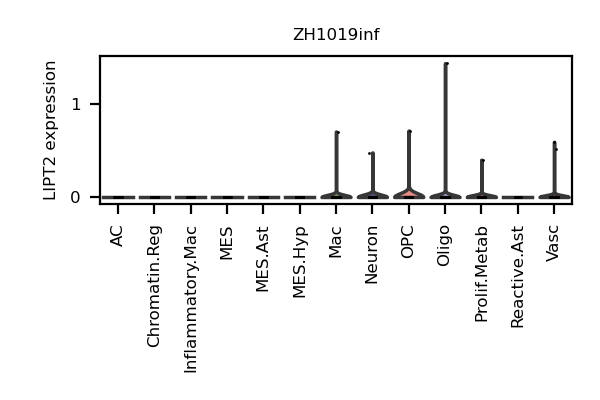 ZH1019inf
LIPT2 expression
1
0
AC
Chromatin.Reg
Inflammatory.Mac
MES
MES.Ast
MES.Hyp
Mac
Neuron
OPC
Oligo
Prolif.Metab
Reactive.Ast
Vasc